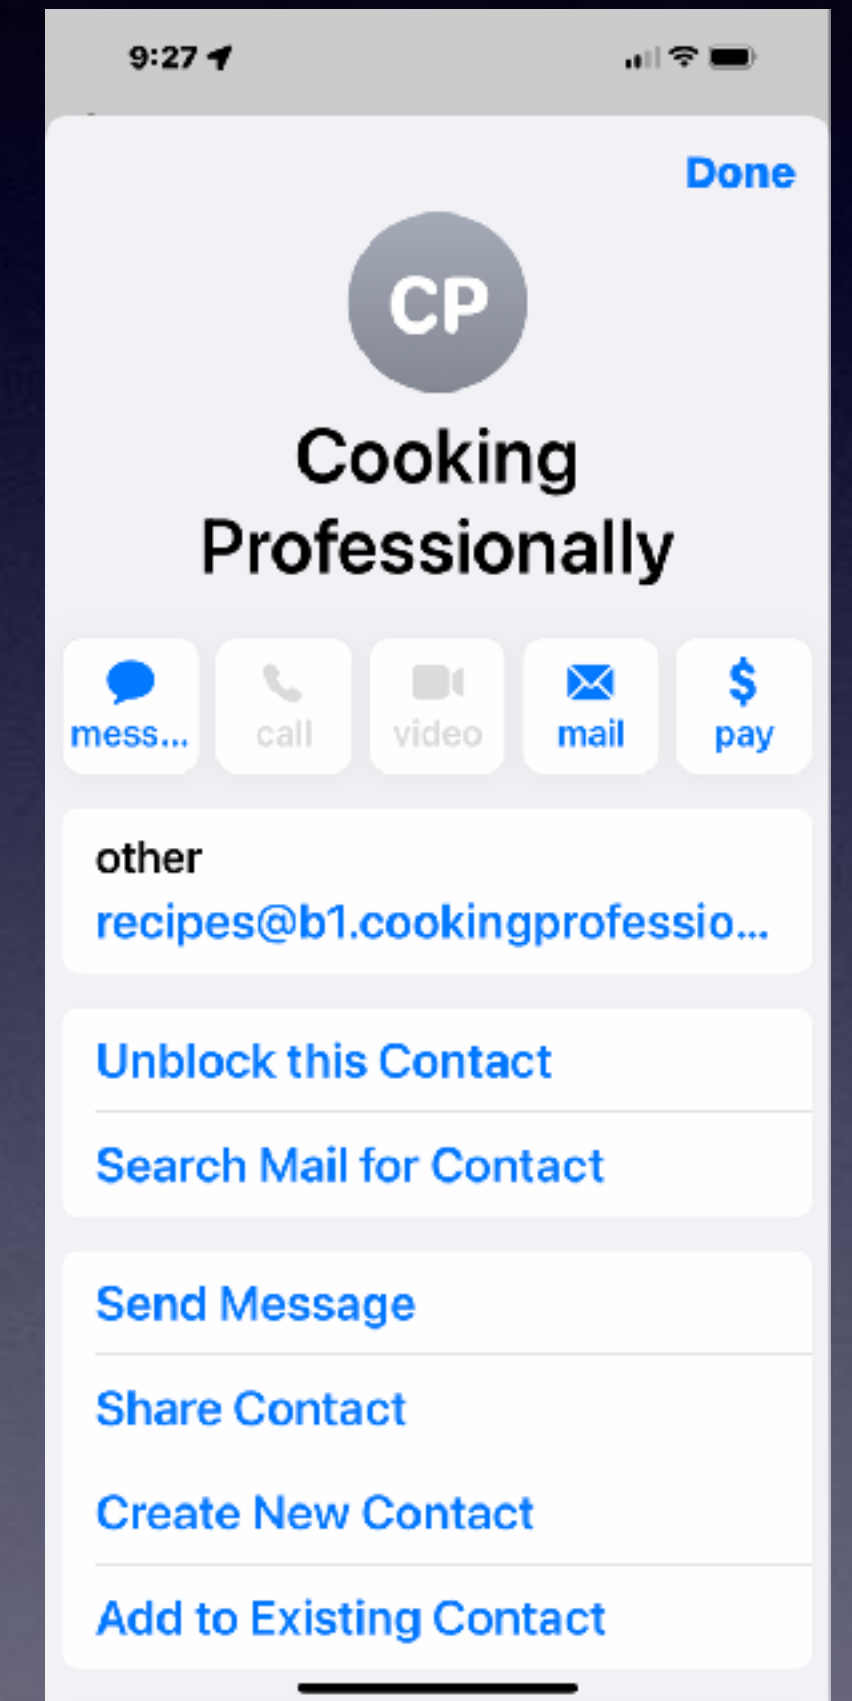 9:27
Done
CP
Cooking
Professionally
mess...
call
video
mail
pay
other
recipes@b1.cookingprofessio...
Unblock this Contact
Search Mail for Contact
Send Message
Share Contact
Create New Contact
Add to Existing Contact